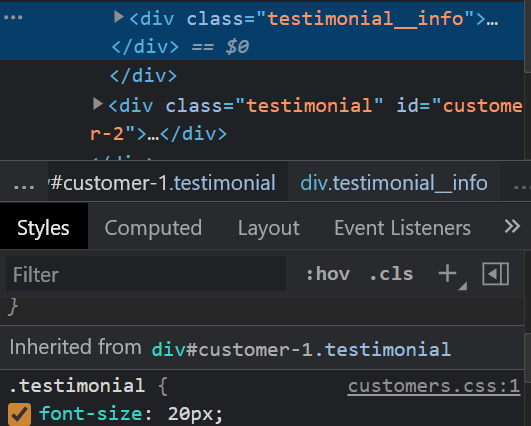 … ▶<div class="testimonial__info">…
</div> == $0
</div>
▶<div class="testimonial" id="custome
r-2">…</div>
… #customer-1.testimonial div.testimonial__info …
Styles Computed Layout Event Listeners »
Filter :hov .cls +
}
Inherited from div#customer-1.testimonial
.testimonial { customers.css:1
font-size: 20px;